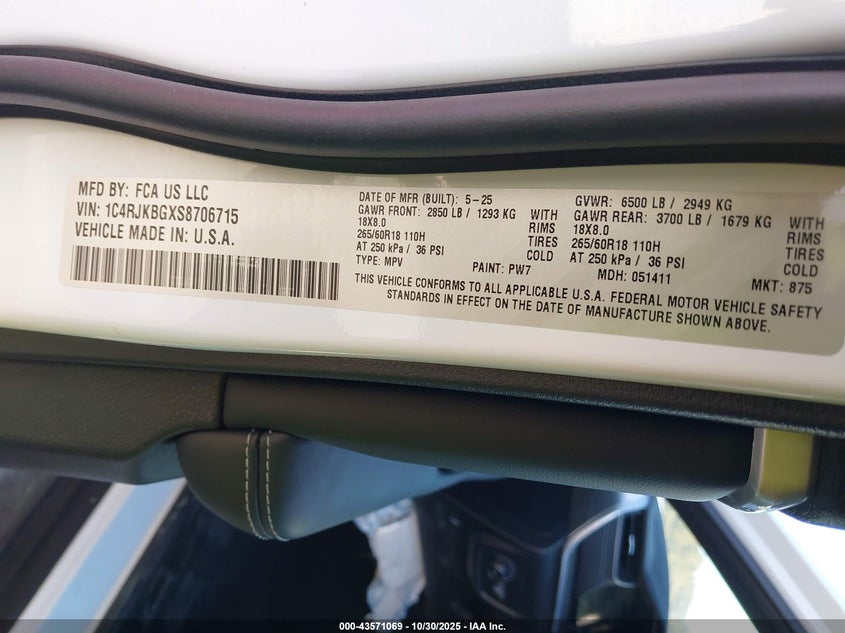 MFD BY: FCA US LLC
VIN: 1C4RJKBGXS8706715
VEHICLE MADE IN: U.S.A.
DATE OF MFR (BUILT): 5-25 GVWR: 6500 LB / 2949 KG
GAWR FRONT: 2850 LB / 1293 KG WITH GAWR REAR: 3700 LB / 1679 KG WITH
18X8.0 RIMS 18X8.0 RIMS
265/60R18 110H TIRES 265/60R18 110H TIRES
AT 250 kPa / 36 PSI COLD AT 250 kPa / 36 PSI COLD
TYPE: MPV PAINT: PW7 MDH: 051411 MKT: 875
THIS VEHICLE CONFORMS TO ALL APPLICABLE U.S.A. FEDERAL MOTOR VEHICLE SAFETY
STANDARDS IN EFFECT ON THE DATE OF MANUFACTURE SHOWN ABOVE.
000-43571069 - 10/30/2025 - IAA Inc.